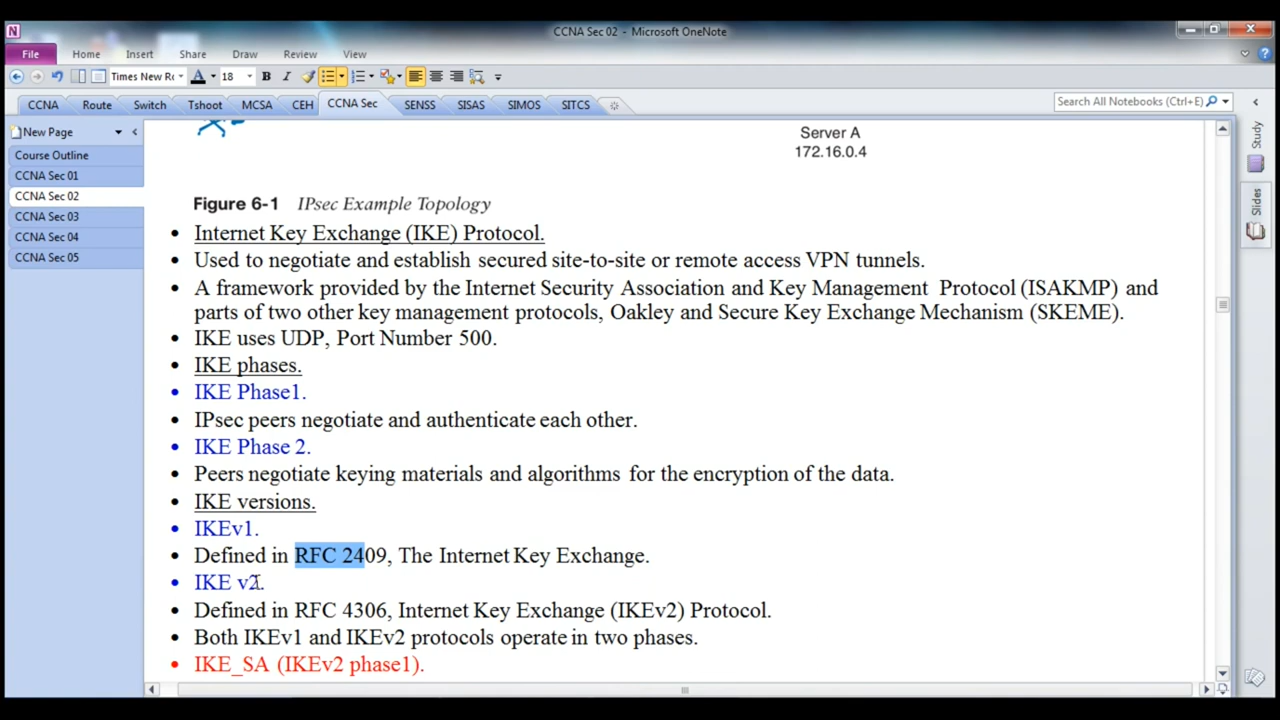 CCNA Sec 02 - Microsoft OneNote
File Home Insert Share Draw Review View
Times New Rc 18 B I
CCNA Route Switch Tshoot MCSA CEH CCNA Sec SENSS SISAS SIMOS SITCS Search All Notebooks (Ctrl+E)
New Page
Course Outline
CCNA Sec 01
CCNA Sec 02
CCNA Sec 03
CCNA Sec 04
CCNA Sec 05
Study
Slides
Server A
172.16.0.4
Figure 6-1 IPsec Example Topology
• Internet Key Exchange (IKE) Protocol.
• Used to negotiate and establish secured site-to-site or remote access VPN tunnels.
• A framework provided by the Internet Security Association and Key Management Protocol (ISAKMP) and
parts of two other key management protocols, Oakley and Secure Key Exchange Mechanism (SKEME).
• IKE uses UDP, Port Number 500.
• IKE phases.
• IKE Phase1.
• IPsec peers negotiate and authenticate each other.
• IKE Phase 2.
• Peers negotiate keying materials and algorithms for the encryption of the data.
• IKE versions.
• IKEv1.
• Defined in RFC 2409, The Internet Key Exchange.
• IKE v2.
• Defined in RFC 4306, Internet Key Exchange (IKEv2) Protocol.
• Both IKEv1 and IKEv2 protocols operate in two phases.
• IKE_SA (IKEv2 phase1).